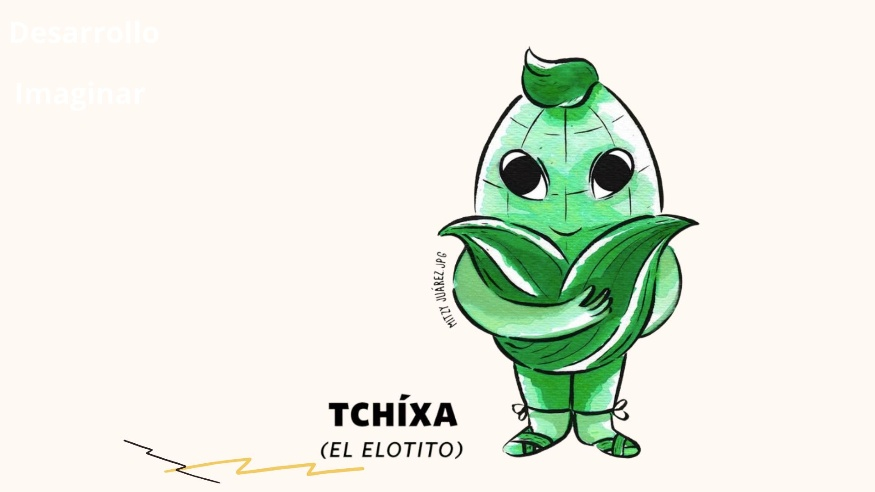 Desarrollo
Imaginar
MITZY JUÁREZ JPG
TCHÍXA
(EL ELOTITO)